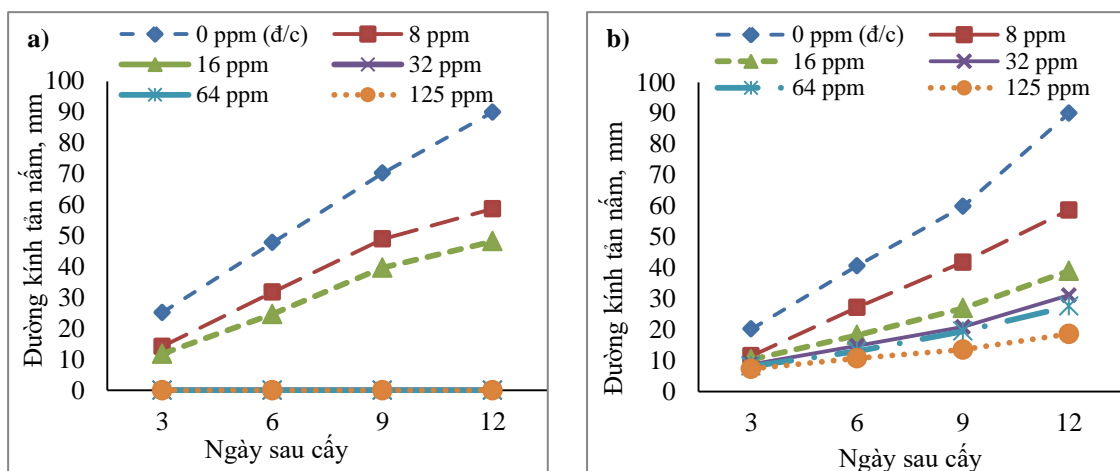 a)
0 ppm (đ/c) 8 ppm
16 ppm 32 ppm
64 ppm 125 ppm
Đường kính tản nấm, mm
100
90
80
70
60
50
40
30
20
10
0
3 6 9 12
Ngày sau cấy
b)
0 ppm (đ/c) 8 ppm
16 ppm 32 ppm
64 ppm 125 ppm
Đường kính tản nấm, mm
100
90
80
70
60
50
40
30
20
10
0
3 6 9 12
Ngày sau cấy